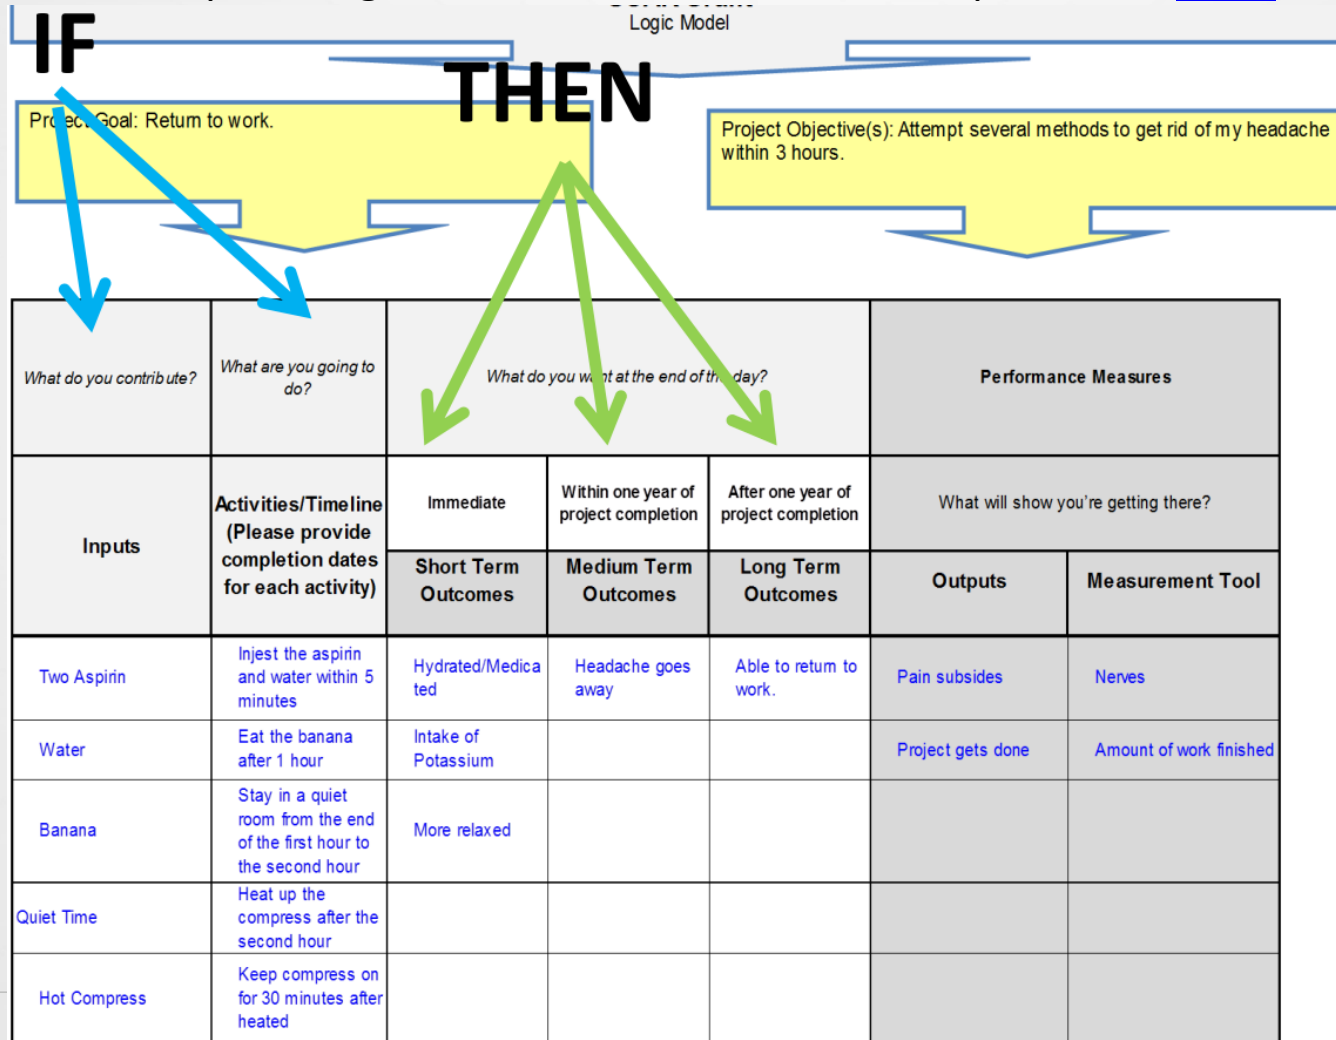 Logic Model
IF
THEN
Project Goal: Return to work.
Project Objective(s): Attempt several methods to get rid of my headache
within 3 hours.
What do you contribute?
What are you going to
do?
What do you want at the end of the day?
Performance Measures
Inputs
Activities/Timeline
(Please provide
completion dates
for each activity)
Immediate
Within one year of
project completion
After one year of
project completion
What will show you're getting there?
Short Term
Outcomes
Medium Term
Outcomes
Long Term
Outcomes
Outputs
Measurement Tool
Two Aspirin
Injest the aspirin
and water within 5
minutes
Hydrated/Medica
ted
Headache goes
away
Able to return to
work.
Pain subsides
Nerves
Water
Eat the banana
after 1 hour
Intake of
Potassium
Project gets done
Amount of work finished
Banana
Stay in a quiet
room from the end
of the first hour to
the second hour
More relaxed
Quiet Time
Heat up the
compress after the
second hour
Hot Compress
Keep compress on
for 30 minutes after
heated